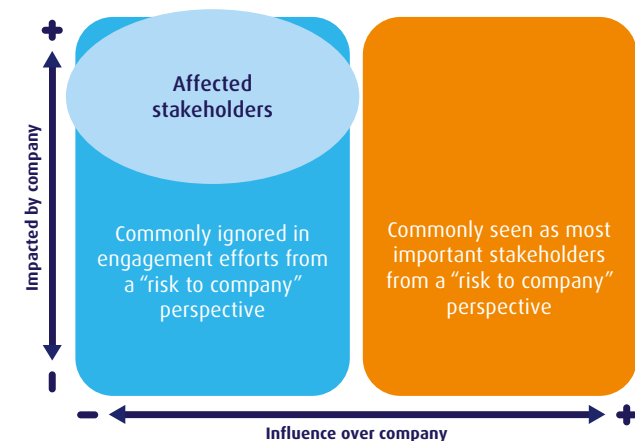 +
Affected
stakeholders
Impacted by company
Commonly ignored in
engagement efforts from
a “risk to company”
perspective
Commonly seen as most
important stakeholders
from a “risk to company”
perspective
–
–
+
Influence over company